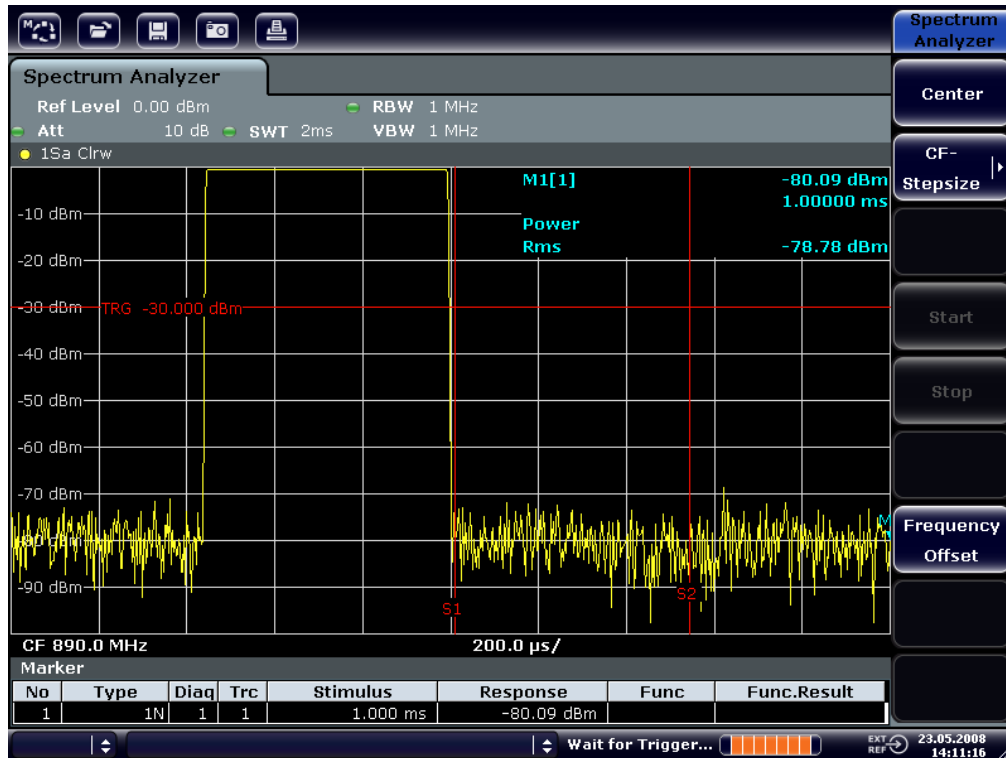 Spectrum Analyzer
Spectrum Analyzer
Ref Level 0.00 dBm RBW 1 MHz
Att 10 dB SWT 2ms VBW 1 MHz
1Sa Clrw
M1[1] -80.09 dBm
1.00000 ms
Power
Rms -78.78 dBm
-10 dBm
-20 dBm
-30 dBm
TRG -30.000 dBm
-40 dBm
-50 dBm
-60 dBm
-70 dBm
-80 dBm
-90 dBm
S1
S2
CF 890.0 MHz 200.0 µs/
Marker
No Type Diag Trc Stimulus Response Func Func.Result
1 1N 1 1 1.000 ms -80.09 dBm
Wait for Trigger... EXT REF 23.05.2008
14:11:16
Center
CF-
Stepsize
Start
Stop
Frequency
Offset